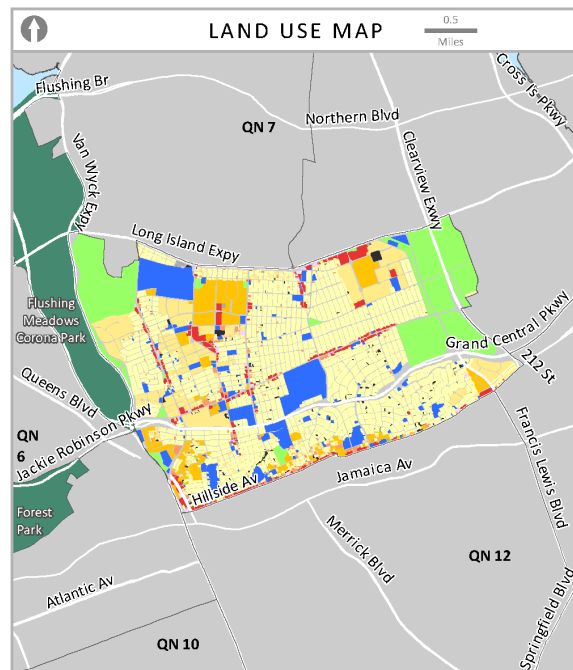 LAND USE MAP
0.5
Miles
Flushing Br
Cross Is Pkwy
Northern Blvd
QN 7
Van Wyck Expy
Clearview Exwy
Long Island Expy
Flushing
Meadows
Corona Park
Grand Central Pkwy
212 St
Queens Blvd
QN
6
Jackie Robinson Pkwy
Hillside Av
Jamaica Av
Francis Lewis Blvd
Forest
Park
Merrick Blvd
QN 12
Atlantic Av
Springfield Blvd
QN 10